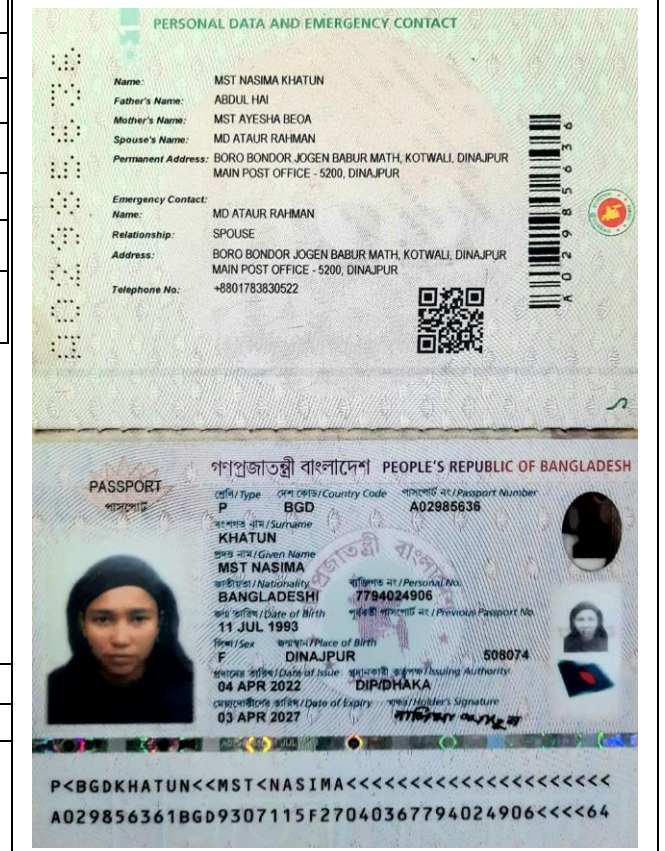 PERSONAL DATA AND EMERGENCY CONTACT
Name: MST NASIMA KHATUN
Father's Name: ABDUL HAI
Mother's Name: MST AYESHA BEOA
Spouse's Name: MD ATAUR RAHMAN
Permanent Address: BORO BONDOR JOGEN BABUR MATH, KOTWALI, DINAJPUR
MAIN POST OFFICE - 5200, DINAJPUR
Emergency Contact:
Name: MD ATAUR RAHMAN
Relationship: SPOUSE
Address: BORO BONDOR JOGEN BABUR MATH, KOTWALI, DINAJPUR
MAIN POST OFFICE - 5200, DINAJPUR
Telephone No: +8801783830522
A02985636
গণপ্রজাতন্ত্রী বাংলাদেশ PEOPLE'S REPUBLIC OF BANGLADESH
PASSPORT
পাসপোর্ট
শ্রেণি/Type দেশ কোড/Country Code পাসপোর্ট নং/Passport Number
P BGD A02985636
বংশগত নাম/Surname
KHATUN
প্রদত্ত নাম/Given Name
MST NASIMA
জাতীয়তা/Nationality ব্যক্তিগত নং/Personal No.
BANGLADESHI 7794024906
জন্ম তারিখ/Date of Birth পূর্ববর্তী পাসপোর্ট নং/Previous Passport No.
11 JUL 1993
লিঙ্গ/Sex জন্মস্থান/Place of Birth
F DINAJPUR 508074
প্রদানের তারিখ/Date of Issue প্রদানকারী কর্তৃপক্ষ/Issuing Authority
04 APR 2022 DIP/DHAKA
মেয়াদোত্তীর্ণের তারিখ/Date of Expiry স্বাক্ষর/Holder's Signature
03 APR 2027
P<BGDKHATUN<<MST<NASIMA<<<<<<<<<<<<<<<<<<<<<
A029856361BGD9307115F27040367794024906<<<<64